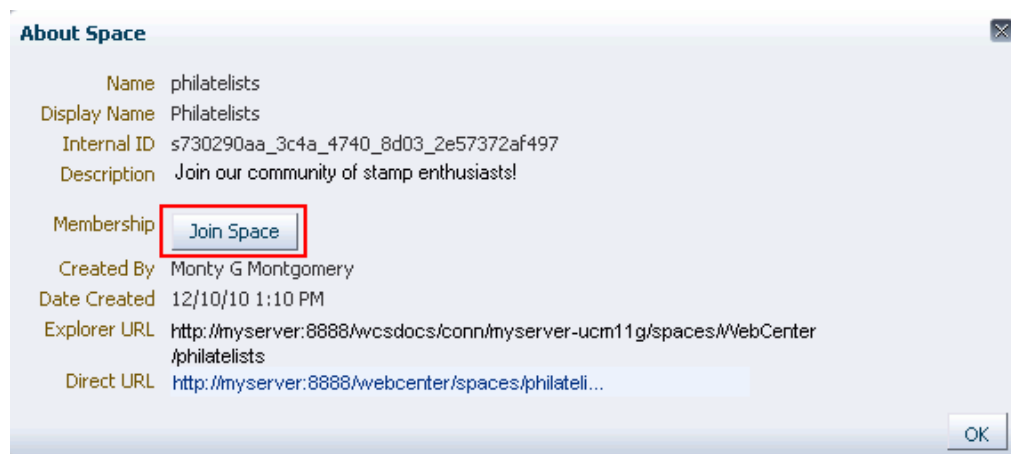 About Space
Name philatelists
Display Name Philatelists
Internal ID s730290aa_3c4a_4740_8d03_2e57372af497
Description Join our community of stamp enthusiasts!
Membership Join Space
Created By Monty G Montgomery
Date Created 12/10/10 1:10 PM
Explorer URL http://myserver:8888/wcsdocs/conn/myserver-ucm11g/spaces/WebCenter
/philatelists
Direct URL http://myserver:8888/webcenter/spaces/philateli...
OK